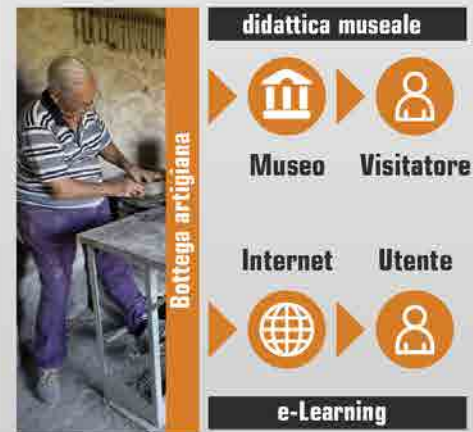 didattica museale
Bottega artigiana
Museo Visitatore
Internet Utente
e-Learning